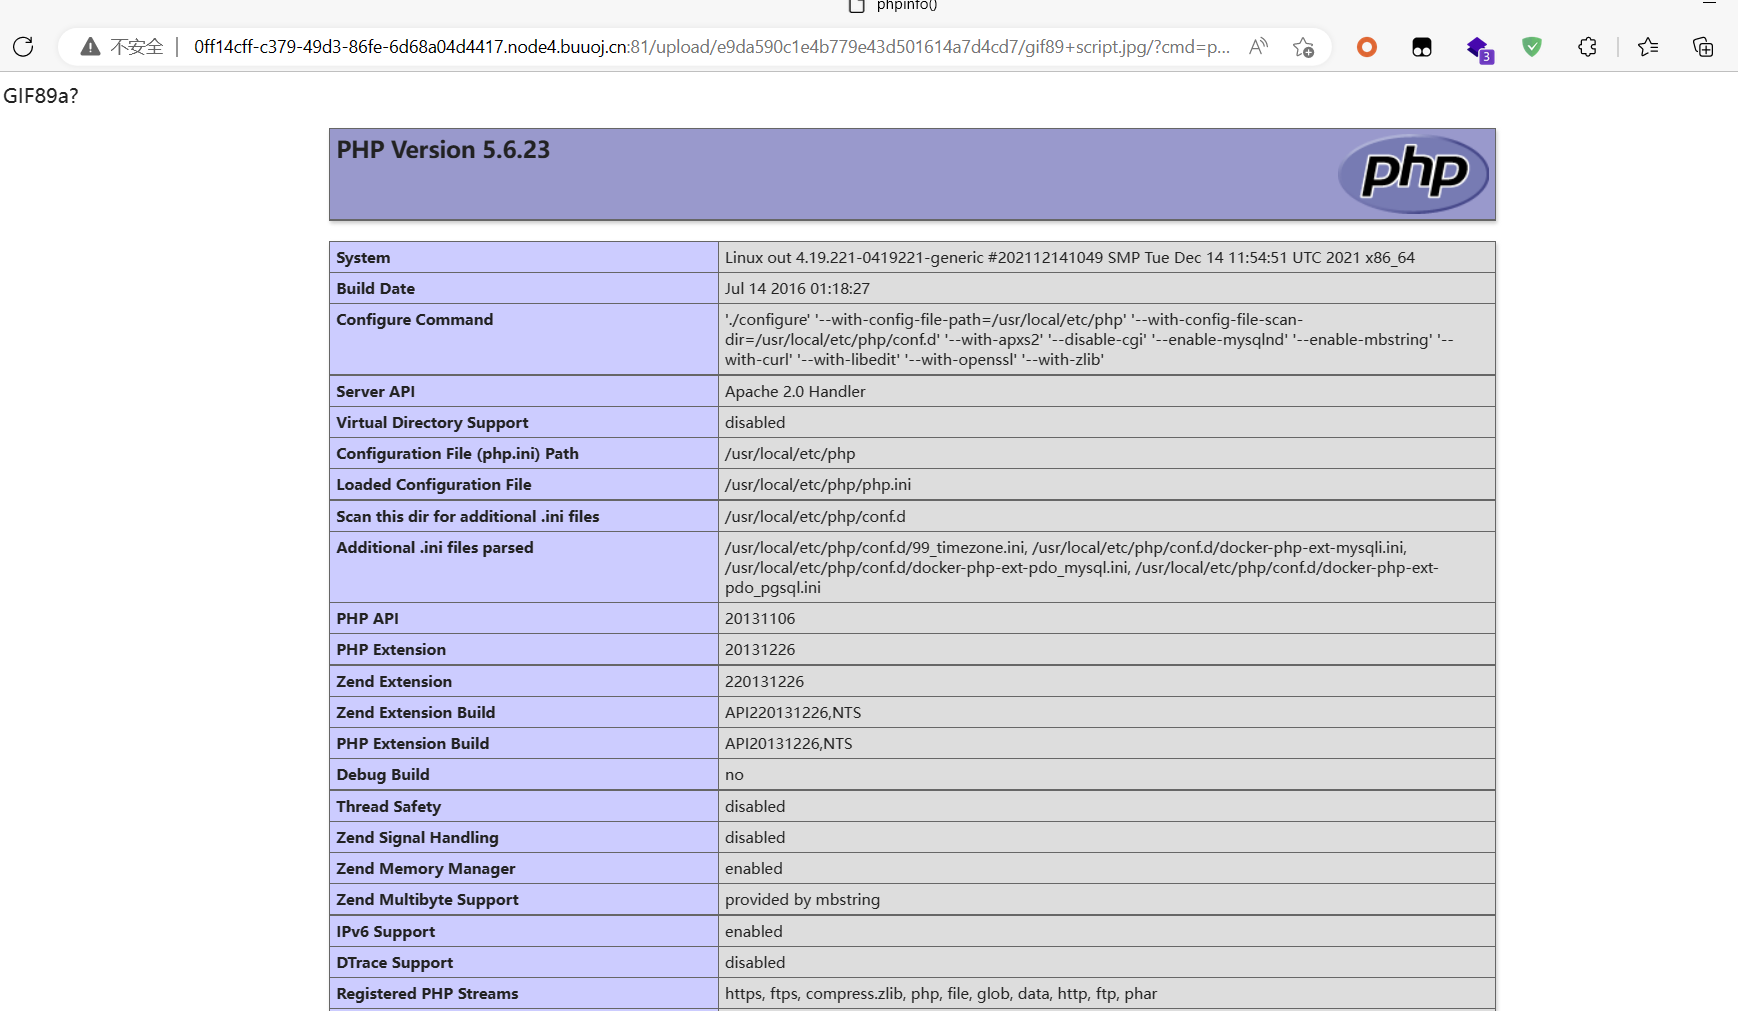 phpinfo()
不安全 | 0ff14cff-c379-49d3-86fe-6d68a04d4417.node4.buuoj.cn:81/upload/e9da590c1e4b779e43d501614a7d4cd7/gif89+script.jpg/?cmd=p... A
3
GIF89a?
PHP Version 5.6.23
php
System Linux out 4.19.221-0419221-generic #202112141049 SMP Tue Dec 14 11:54:51 UTC 2021 x86_64
Build Date Jul 14 2016 01:18:27
Configure Command './configure' '--with-config-file-path=/usr/local/etc/php' '--with-config-file-scan-
dir=/usr/local/etc/php/conf.d' '--with-apxs2' '--disable-cgi' '--enable-mysqlnd' '--enable-mbstring' '--
with-curl' '--with-libedit' '--with-openssl' '--with-zlib'
Server API Apache 2.0 Handler
Virtual Directory Support disabled
Configuration File (php.ini) Path /usr/local/etc/php
Loaded Configuration File /usr/local/etc/php/php.ini
Scan this dir for additional .ini files /usr/local/etc/php/conf.d
Additional .ini files parsed /usr/local/etc/php/conf.d/99_timezone.ini, /usr/local/etc/php/conf.d/docker-php-ext-mysqli.ini,
/usr/local/etc/php/conf.d/docker-php-ext-pdo_mysql.ini, /usr/local/etc/php/conf.d/docker-php-ext-
pdo_pgsql.ini
PHP API 20131106
PHP Extension 20131226
Zend Extension 220131226
Zend Extension Build API220131226,NTS
PHP Extension Build API20131226,NTS
Debug Build no
Thread Safety disabled
Zend Signal Handling disabled
Zend Memory Manager enabled
Zend Multibyte Support provided by mbstring
IPv6 Support enabled
DTrace Support disabled
Registered PHP Streams https, ftps, compress.zlib, php, file, glob, data, http, ftp, phar